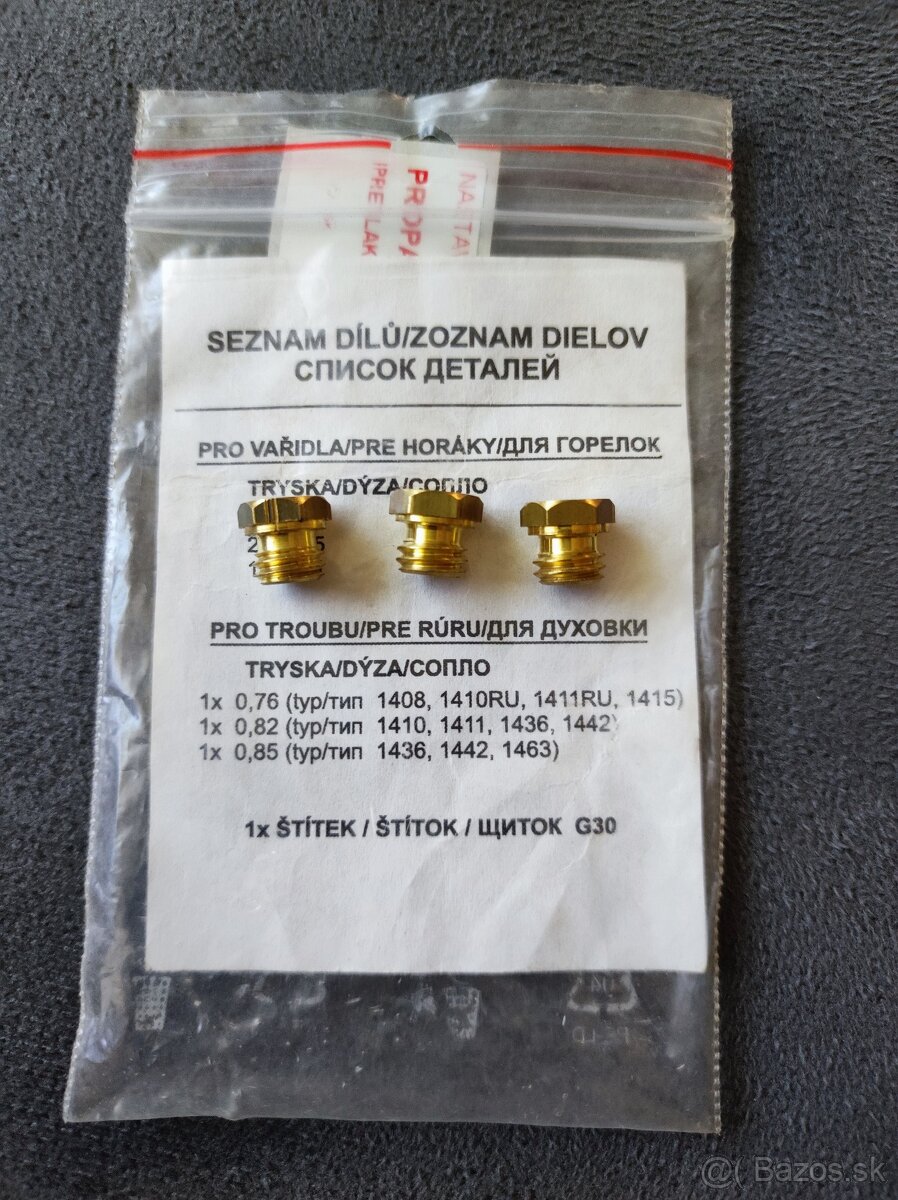 SEZNAM DÍLŮ/ZOZNAM DIELOV
СПИСОК ДЕТАЛЕЙ
PRO VAŘIDLA/PRE HORÁKY/ДЛЯ ГОРЕЛОК
TRYSKA/DÝZA/СОПЛО
PRO TROUBU/PRE RÚRU/ДЛЯ ДУХОВКИ
TRYSKA/DÝZA/СОПЛО
1x 0,76 (typ/тип 1408, 1410RU, 1411RU, 1415)
1x 0,82 (typ/тип 1410, 1411, 1436, 1442)
1x 0,85 (typ/тип 1436, 1442, 1463)
1x ŠTÍTEK / ŠTÍTOK / ЩИТОК G30
@( Bazos.sk